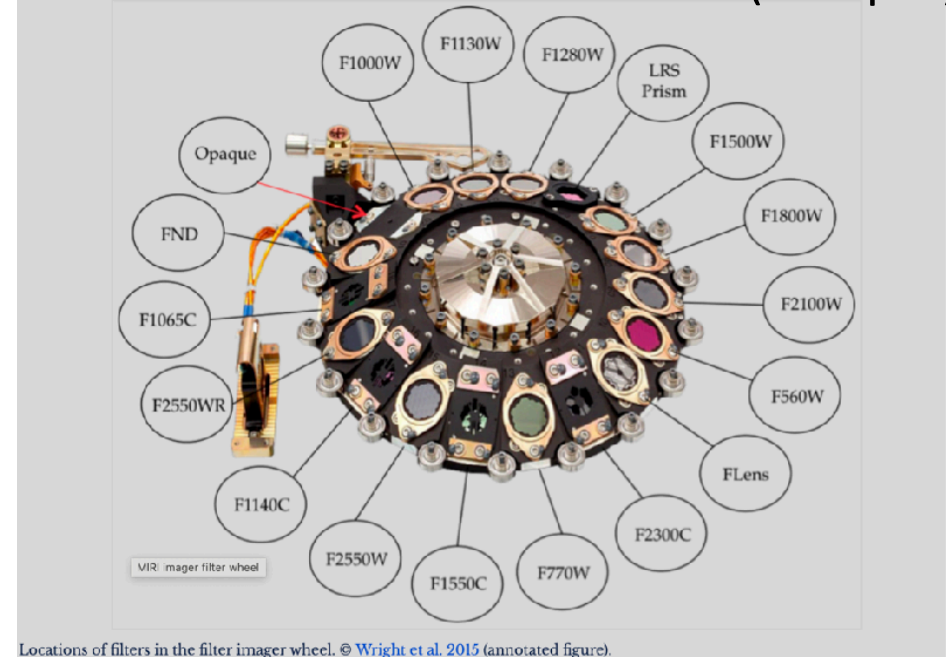 F1000W
F1130W
F1280W
LRS
Prism
F1500W
F1800W
F2100W
F560W
FLens
F2300C
F770W
F1550C
F2550W
F1140C
F2550WR
F1065C
FND
Opaque
MIRI imager filter wheel
Locations of filters in the filter imager wheel. © Wright et al. 2015 (annotated figure).